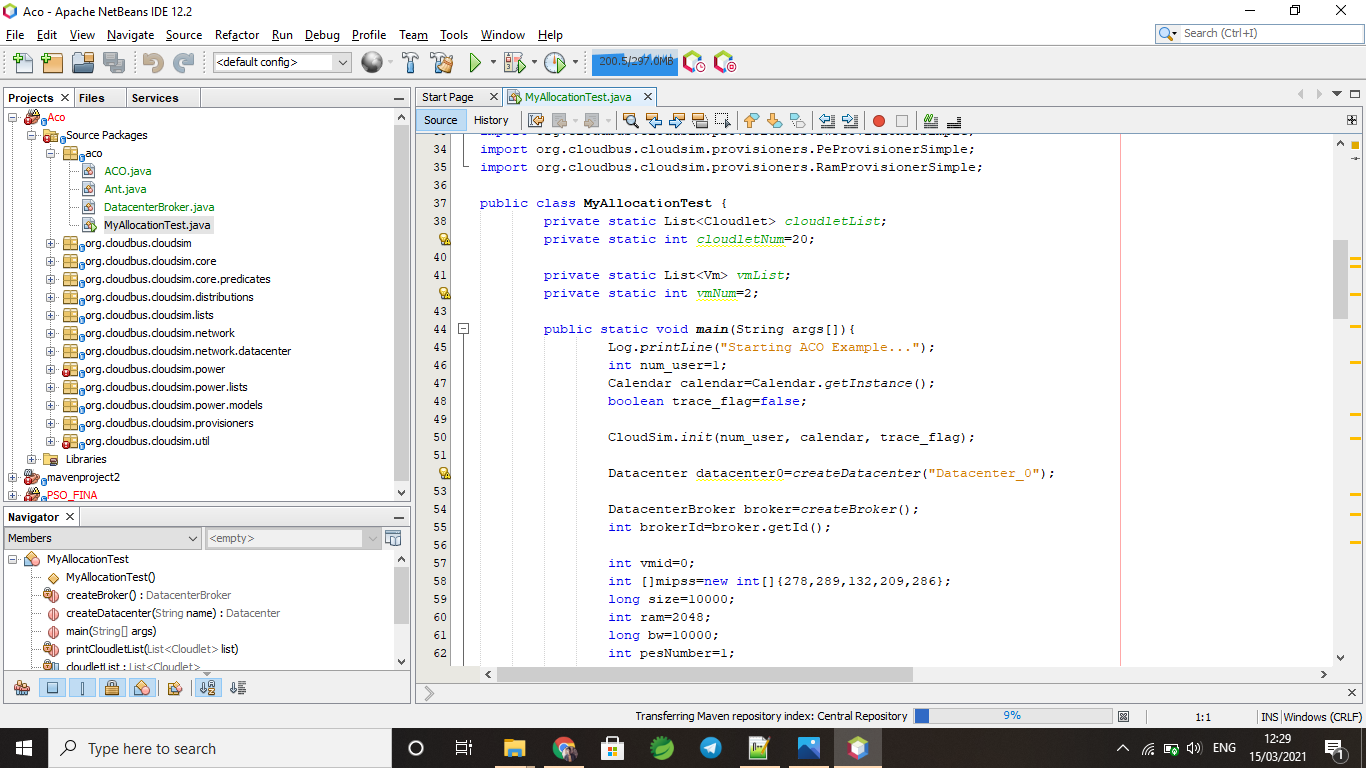 Aco - Apache NetBeans IDE 12.2
File Edit View Navigate Source Refactor Run Debug Profile Team Tools Window Help
Search (Ctrl+I)
<default config>
200.5/297.0MB
Projects Files Services
Aco
Source Packages
aco
ACO.java
Ant.java
DatacenterBroker.java
MyAllocationTest.java
org.cloudbus.cloudsim
org.cloudbus.cloudsim.core
org.cloudbus.cloudsim.core.predicates
org.cloudbus.cloudsim.distributions
org.cloudbus.cloudsim.lists
org.cloudbus.cloudsim.network
org.cloudbus.cloudsim.network.datacenter
org.cloudbus.cloudsim.power
org.cloudbus.cloudsim.power.lists
org.cloudbus.cloudsim.power.models
org.cloudbus.cloudsim.provisioners
org.cloudbus.cloudsim.util
Libraries
mavenproject2
PSO_FINA
Navigator
Members <empty>
MyAllocationTest
MyAllocationTest()
createBroker() : DatacenterBroker
createDatacenter(String name) : Datacenter
main(String[] args)
printCloudletList(List<Cloudlet> list)
cloudletList : List<Cloudlet>
Start Page MyAllocationTest.java
Source History
34 import org.cloudbus.cloudsim.provisioners.PeProvisionerSimple;
35 import org.cloudbus.cloudsim.provisioners.RamProvisionerSimple;
36
37 public class MyAllocationTest {
38 private static List<Cloudlet> cloudletList;
private static int cloudletNum=20;
40
41 private static List<Vm> vmList;
private static int vmNum=2;
43
44 public static void main(String args[]){
45 Log.printLine("Starting ACO Example...");
46 int num_user=1;
47 Calendar calendar=Calendar.getInstance();
48 boolean trace_flag=false;
49
50 CloudSim.init(num_user, calendar, trace_flag);
51
Datacenter datacenter0=createDatacenter("Datacenter_0");
53
54 DatacenterBroker broker=createBroker();
55 int brokerId=broker.getId();
56
57 int vmid=0;
58 int []mipss=new int[]{278,289,132,209,286};
59 long size=10000;
60 int ram=2048;
61 long bw=10000;
62 int pesNumber=1;
Transferring Maven repository index: Central Repository 9% 1:1 INS Windows (CRLF)
Type here to search
ENG
12:29
15/03/2021
1